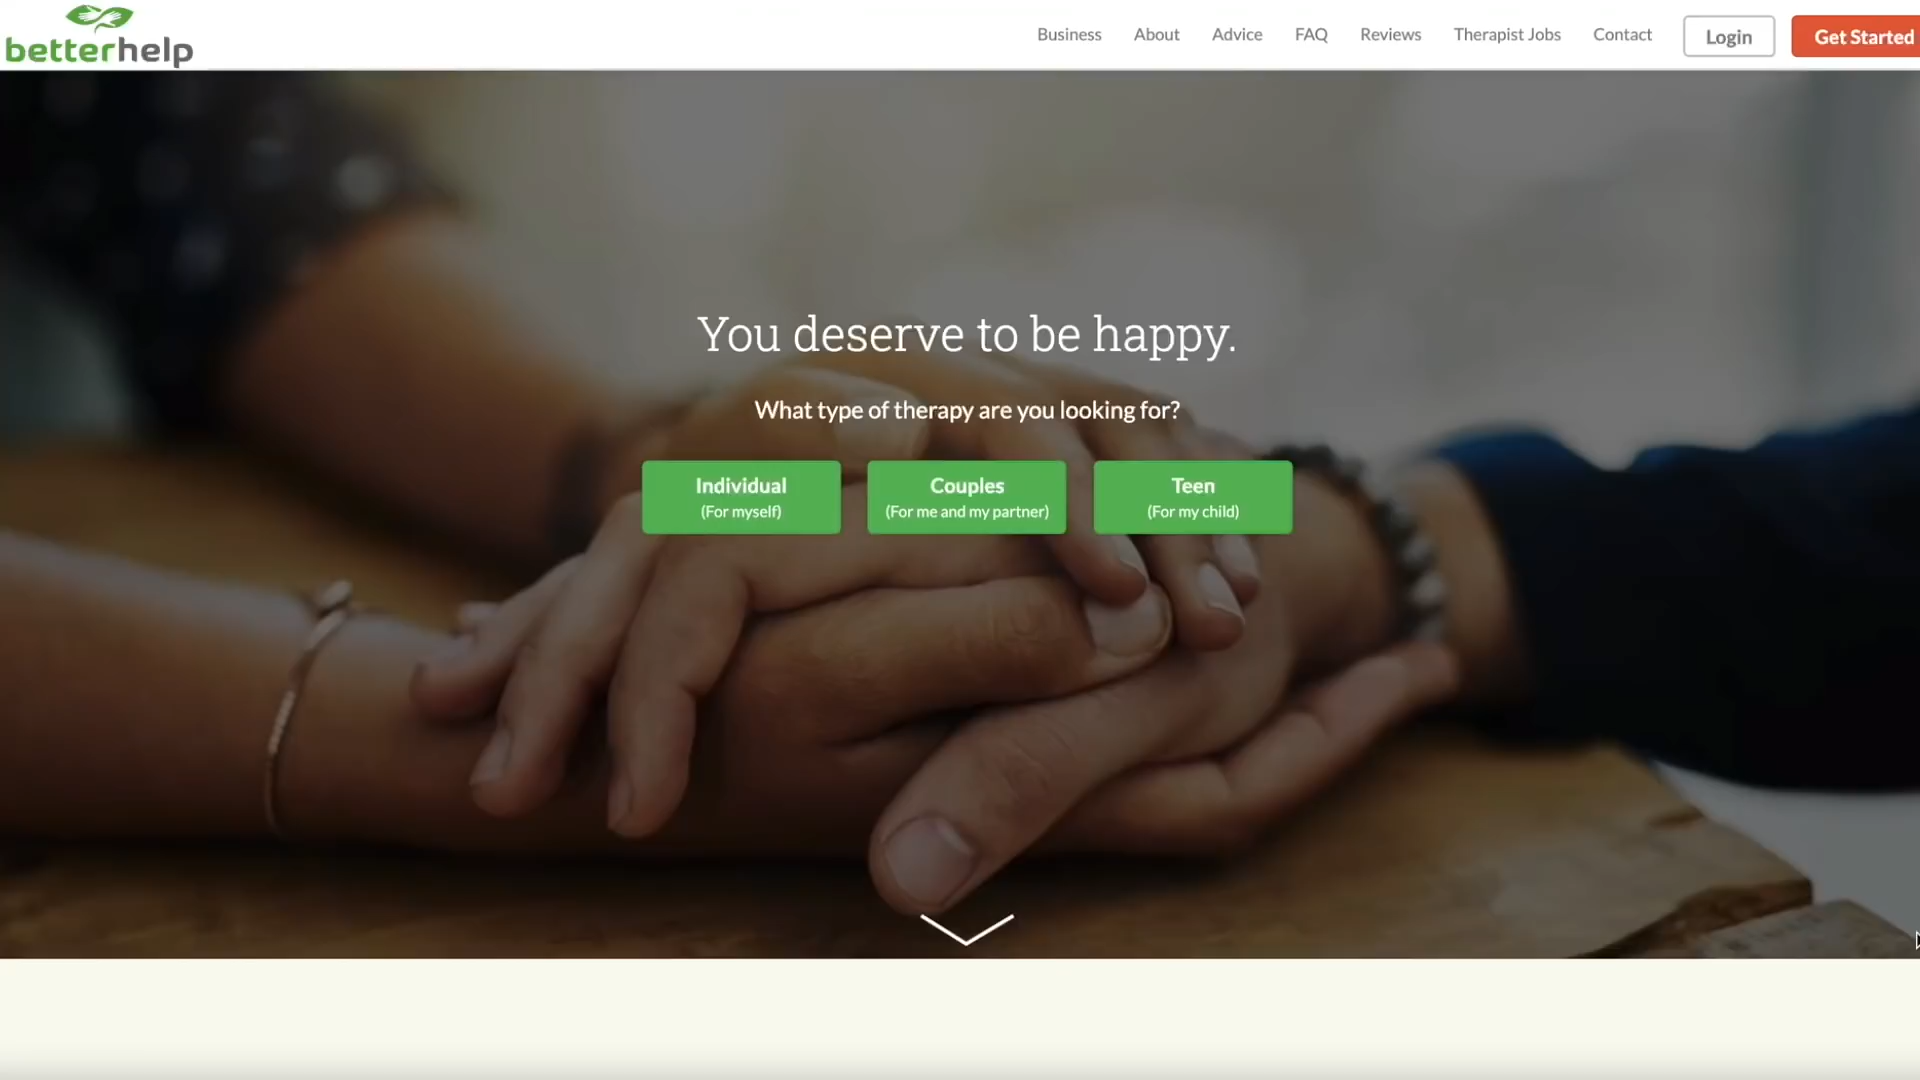 betterhelp
Business About Advice FAQ Reviews Therapist Jobs Contact Login Get Started
You deserve to be happy.
What type of therapy are you looking for?
Individual
(For myself)
Couples
(For me and my partner)
Teen
(For my child)